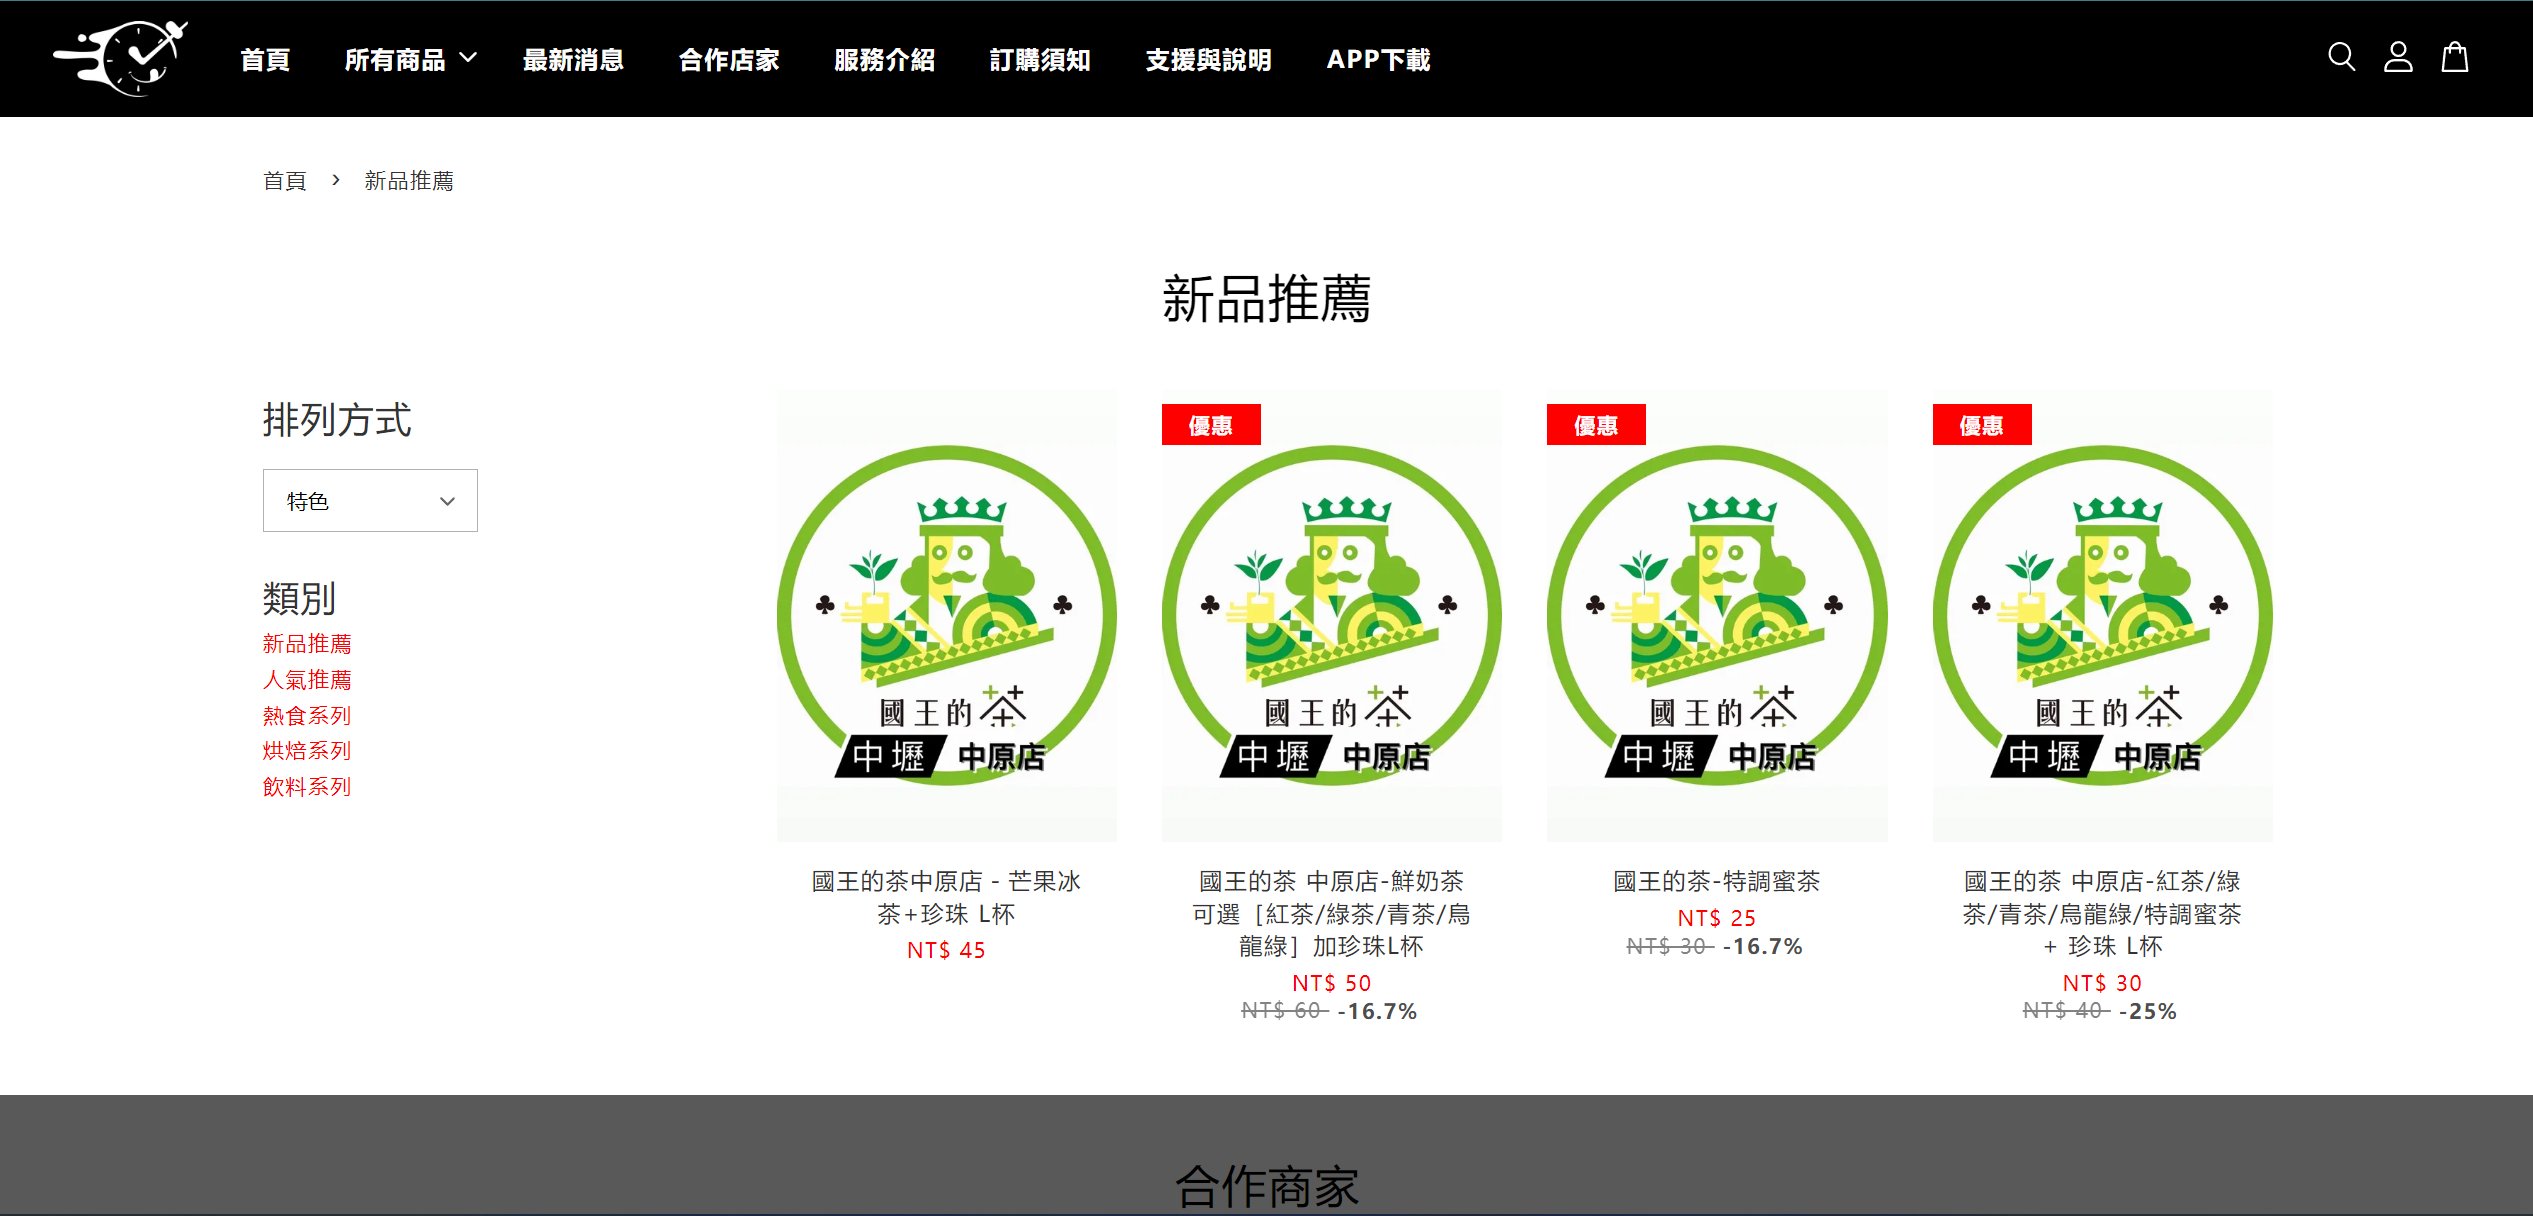 首頁 所有商品 最新消息 合作店家 服務介紹 訂購須知 支援與說明 APP下載
首頁 › 新品推薦
新品推薦
排列方式
特色
類別
新品推薦
人氣推薦
熱食系列
烘焙系列
飲料系列
國王的茶
中壢 中原店
國王的茶中原店 - 芒果冰
茶+珍珠 L杯
NT$ 45
優惠
國王的茶
中壢 中原店
國王的茶 中原店-鮮奶茶
可選［紅茶/綠茶/青茶/烏
龍綠］加珍珠L杯
NT$ 50
NT$ 60 -16.7%
優惠
國王的茶
中壢 中原店
國王的茶-特調蜜茶
NT$ 25
NT$ 30 -16.7%
優惠
國王的茶
中壢 中原店
國王的茶 中原店-紅茶/綠
茶/青茶/烏龍綠/特調蜜茶
+ 珍珠 L杯
NT$ 30
NT$ 40 -25%
合作商家